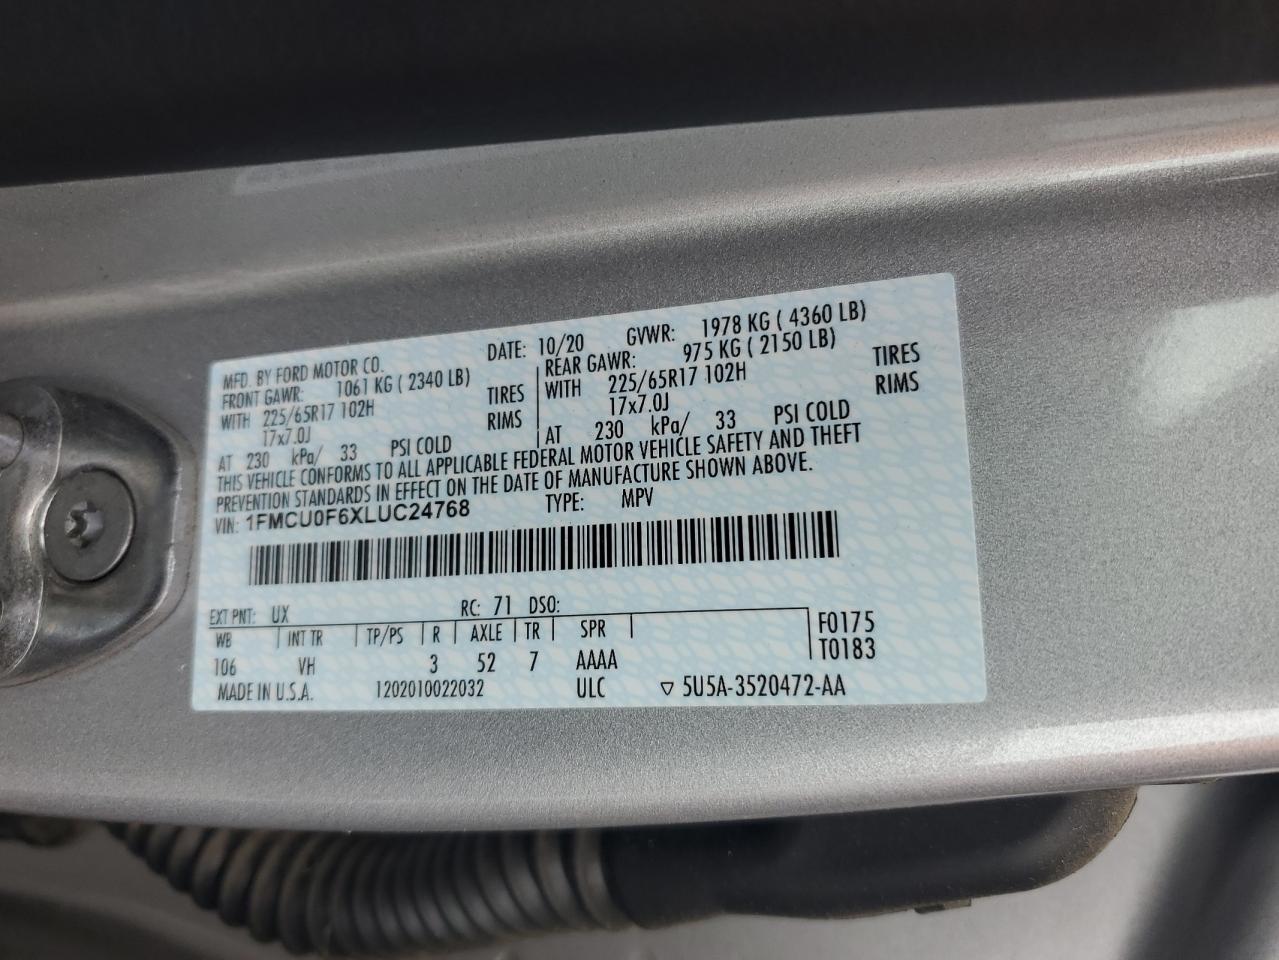 MFD. BY FORD MOTOR CO. DATE: 10/20 GVWR: 1978 KG ( 4360 LB)
FRONT GAWR: 1061 KG ( 2340 LB) REAR GAWR: 975 KG ( 2150 LB)
WITH 225/65R17 102H TIRES WITH 225/65R17 102H TIRES
17x7.0J RIMS 17x7.0J RIMS
AT 230 kPa/ 33 PSI COLD AT 230 kPa/ 33 PSI COLD
THIS VEHICLE CONFORMS TO ALL APPLICABLE FEDERAL MOTOR VEHICLE SAFETY AND THEFT
PREVENTION STANDARDS IN EFFECT ON THE DATE OF MANUFACTURE SHOWN ABOVE.
VIN: 1FMCU0F6XLUC24768 TYPE: MPV
EXT PNT: UX RC: 71 DSO:
WB INT TR TP/PS R AXLE TR SPR F0175
106 VH 3 52 7 AAAA T0183
MADE IN U.S.A. 1202010022032 ULC ▽ 5U5A-3520472-AA